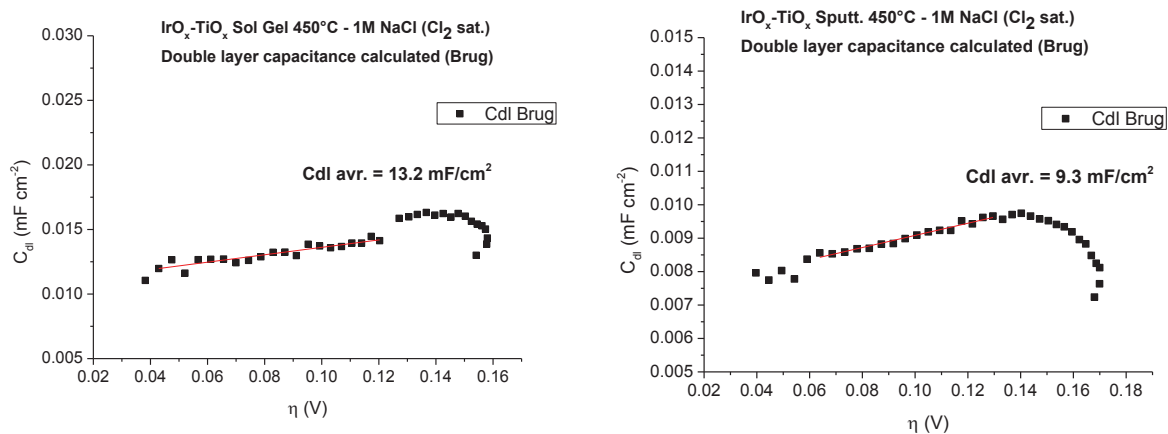 IrOₓ-TiOₓ Sol Gel 450°C - 1M NaCl (Cl₂ sat.)
Double layer capacitance calculated (Brug)
Cdl Brug
Cdl avr. = 13.2 mF/cm²
C_dl (mF cm⁻²)
0.030
0.025
0.020
0.015
0.010
0.005
0.02 0.04 0.06 0.08 0.10 0.12 0.14 0.16
η (V)
IrOₓ-TiOₓ Sputt. 450°C - 1M NaCl (Cl₂ sat.)
Double layer capacitance calculated (Brug)
Cdl Brug
Cdl avr. = 9.3 mF/cm²
C_dl (mF cm⁻²)
0.015
0.014
0.013
0.012
0.011
0.010
0.009
0.008
0.007
0.006
0.005
0.02 0.04 0.06 0.08 0.10 0.12 0.14 0.16 0.18
η (V)